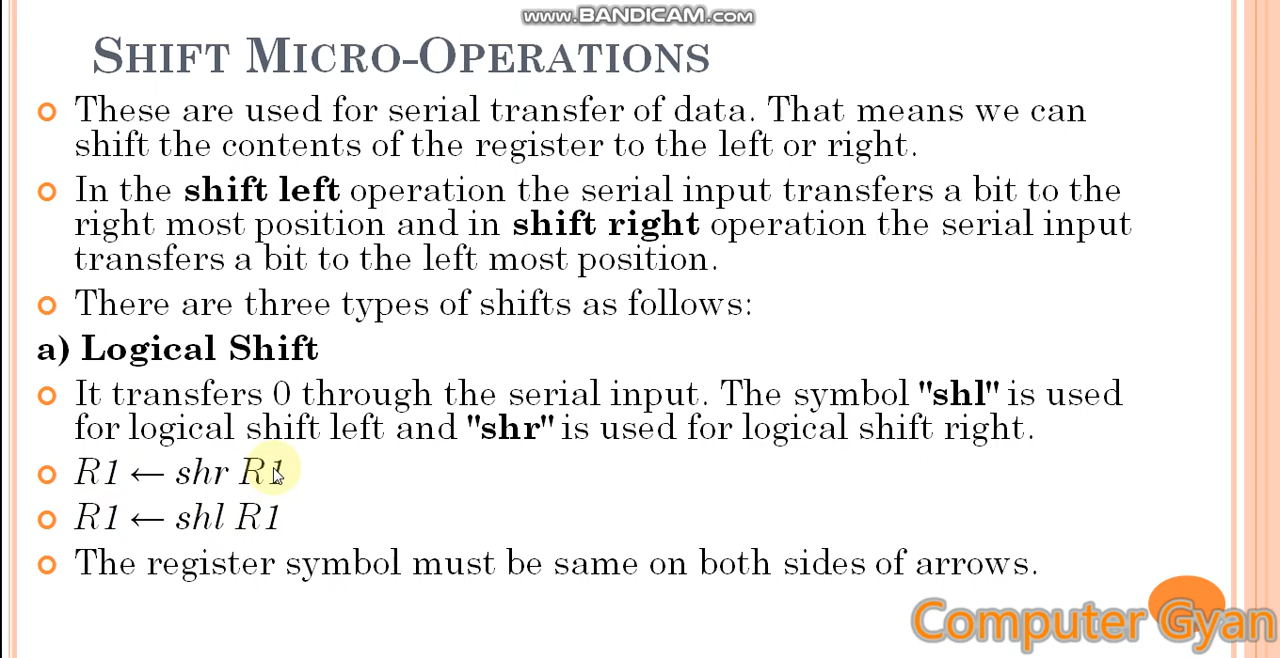 www.BANDICAM.com
SHIFT MICRO-OPERATIONS
These are used for serial transfer of data. That means we can
shift the contents of the register to the left or right.
In the shift left operation the serial input transfers a bit to the
right most position and in shift right operation the serial input
transfers a bit to the left most position.
There are three types of shifts as follows:
a) Logical Shift
It transfers 0 through the serial input. The symbol "shl" is used
for logical shift left and "shr" is used for logical shift right.
R1 ← shr R1
R1 ← shl R1
The register symbol must be same on both sides of arrows.
Computer Gyan